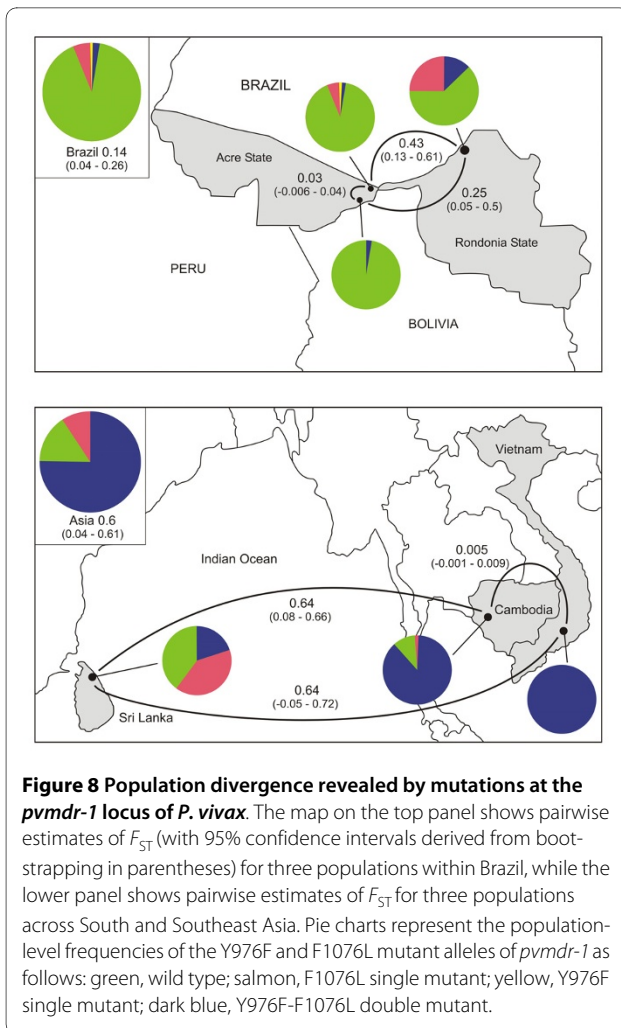 BRAZIL
Brazil 0.14
(0.04 - 0.26)
Acre State
0.43
(0.13 - 0.61)
0.03
(-0.006 - 0.04)
0.25
(0.05 - 0.5)
Rondonia State
PERU
BOLIVIA
Vietnam
Asia 0.6
(0.04 - 0.61)
Indian Ocean
0.005
(-0.001 - 0.009)
Cambodia
0.64
(0.08 - 0.66)
0.64
(-0.05 - 0.72)
Sri Lanka
Figure 8 Population divergence revealed by mutations at the
pvmdr-1 locus of P. vivax. The map on the top panel shows pairwise
estimates of FST (with 95% confidence intervals derived from boot-
strapping in parentheses) for three populations within Brazil, while the
lower panel shows pairwise estimates of FST for three populations
across South and Southeast Asia. Pie charts represent the population-
level frequencies of the Y976F and F1076L mutant alleles of pvmdr-1 as
follows: green, wild type; salmon, F1076L single mutant; yellow, Y976F
single mutant; dark blue, Y976F-F1076L double mutant.